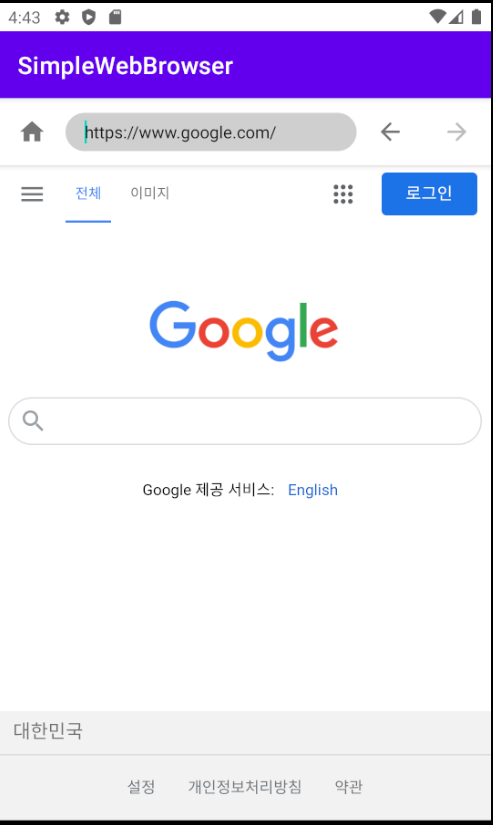 4:43
SimpleWebBrowser
https://www.google.com/
전체 이미지 로그인
Google
Google 제공 서비스: English
대한민국
설정 개인정보처리방침 약관